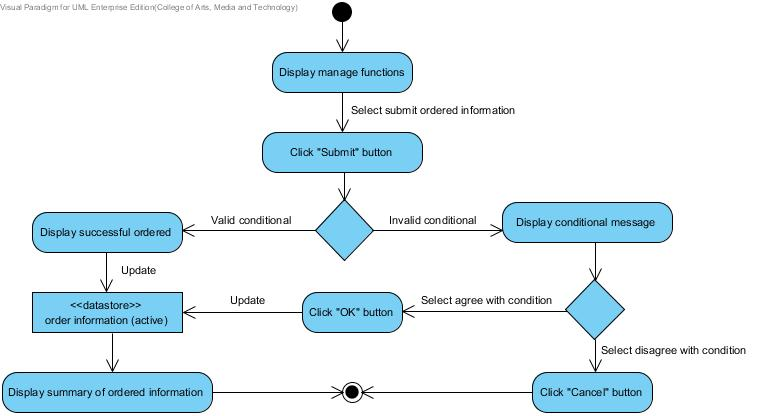 Visual Paradigm for UML Enterprise Edition(College of Arts, Media and Technology)
Display manage functions
Select submit ordered information
Click "Submit" button
Valid conditional
Invalid conditional
Display conditional message
Display successful ordered
Update
<<datastore>>
order information (active)
Update
Click "OK" button
Select agree with condition
Select disagree with condition
Display summary of ordered information
Click "Cancel" button